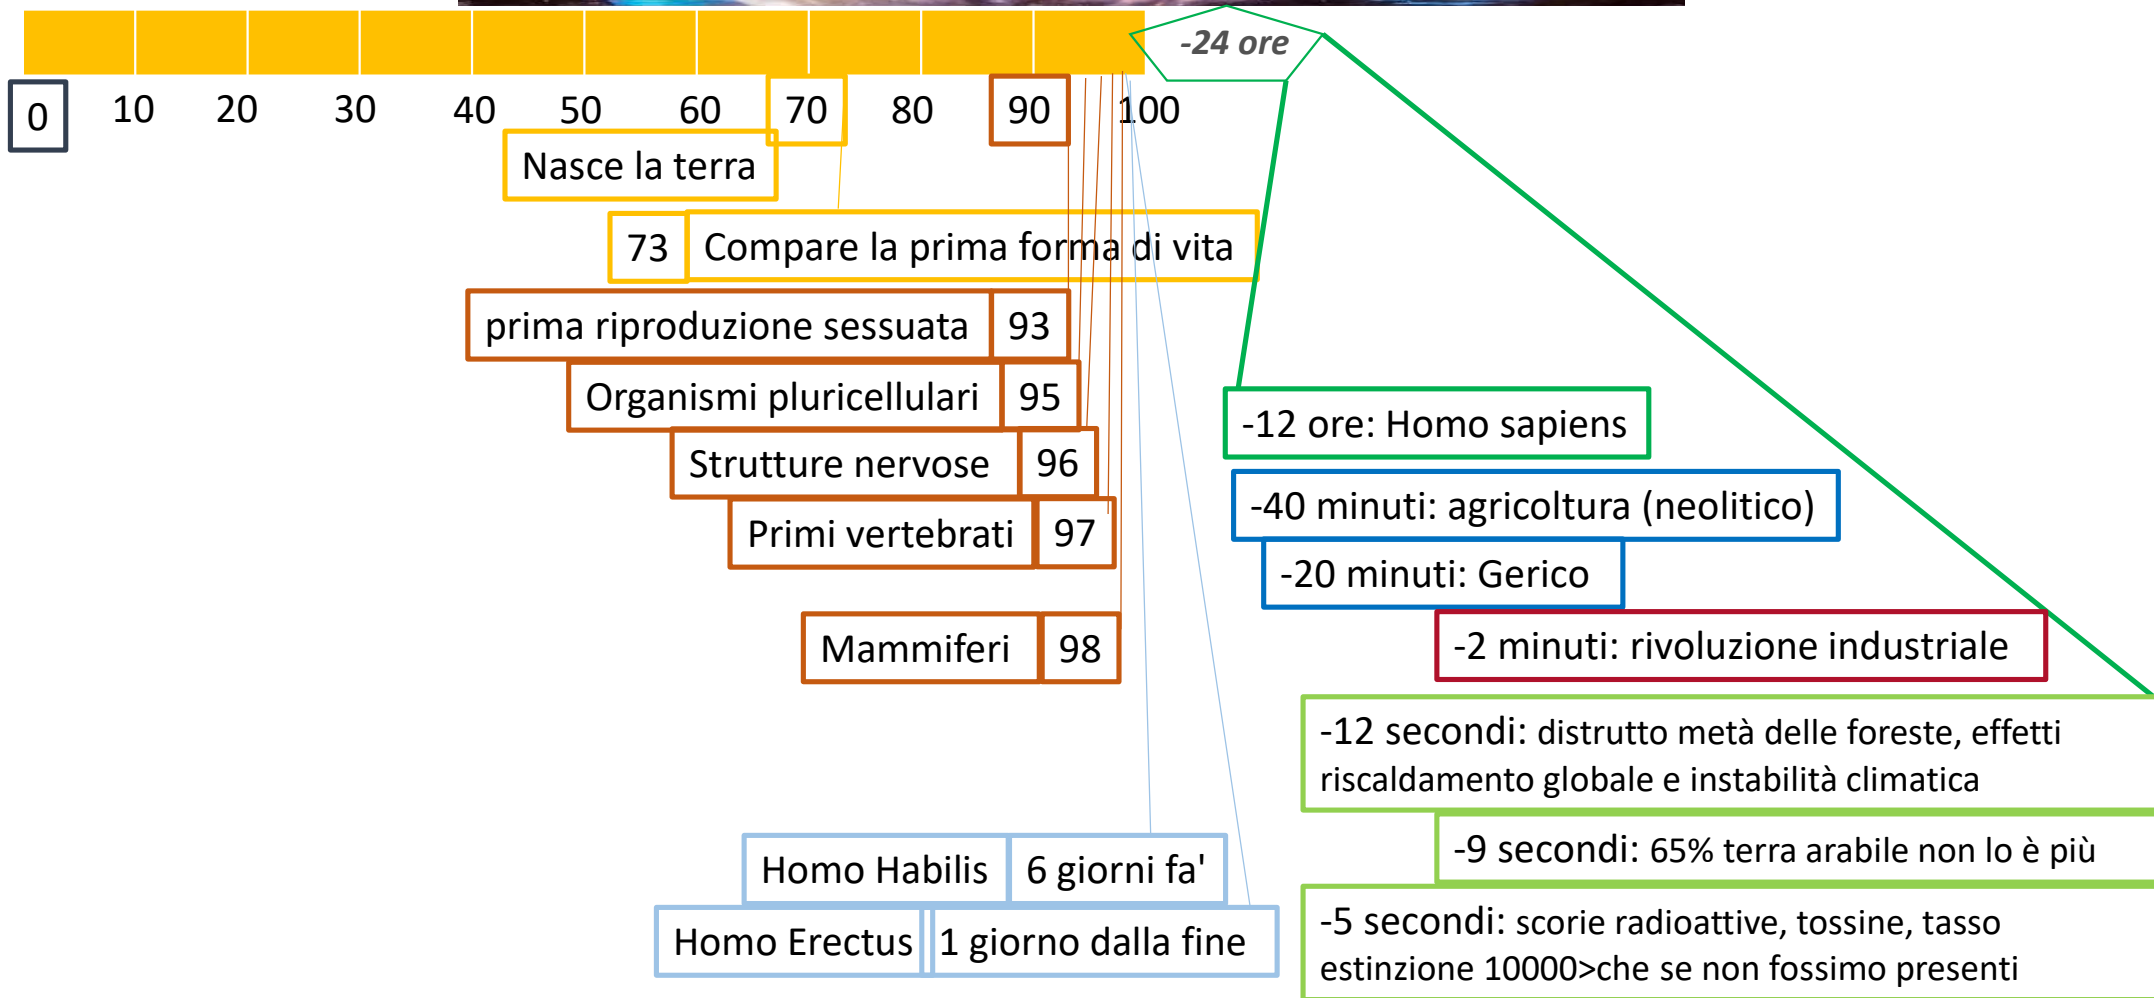 -24 ore
0 10 20 30 40 50 60 70 80 90 100
Nasce la terra
73 Compare la prima forma di vita
prima riproduzione sessuata 93
Organismi pluricellulari 95
Strutture nervose 96
Primi vertebrati 97
Mammiferi 98
Homo Habilis 6 giorni fa'
Homo Erectus 1 giorno dalla fine
-12 ore: Homo sapiens
-40 minuti: agricoltura (neolitico)
-20 minuti: Gerico
-2 minuti: rivoluzione industriale
-12 secondi: distrutto metà delle foreste, effetti
riscaldamento globale e instabilità climatica
-9 secondi: 65% terra arabile non lo è più
-5 secondi: scorie radioattive, tossine, tasso
estinzione 10000>che se non fossimo presenti